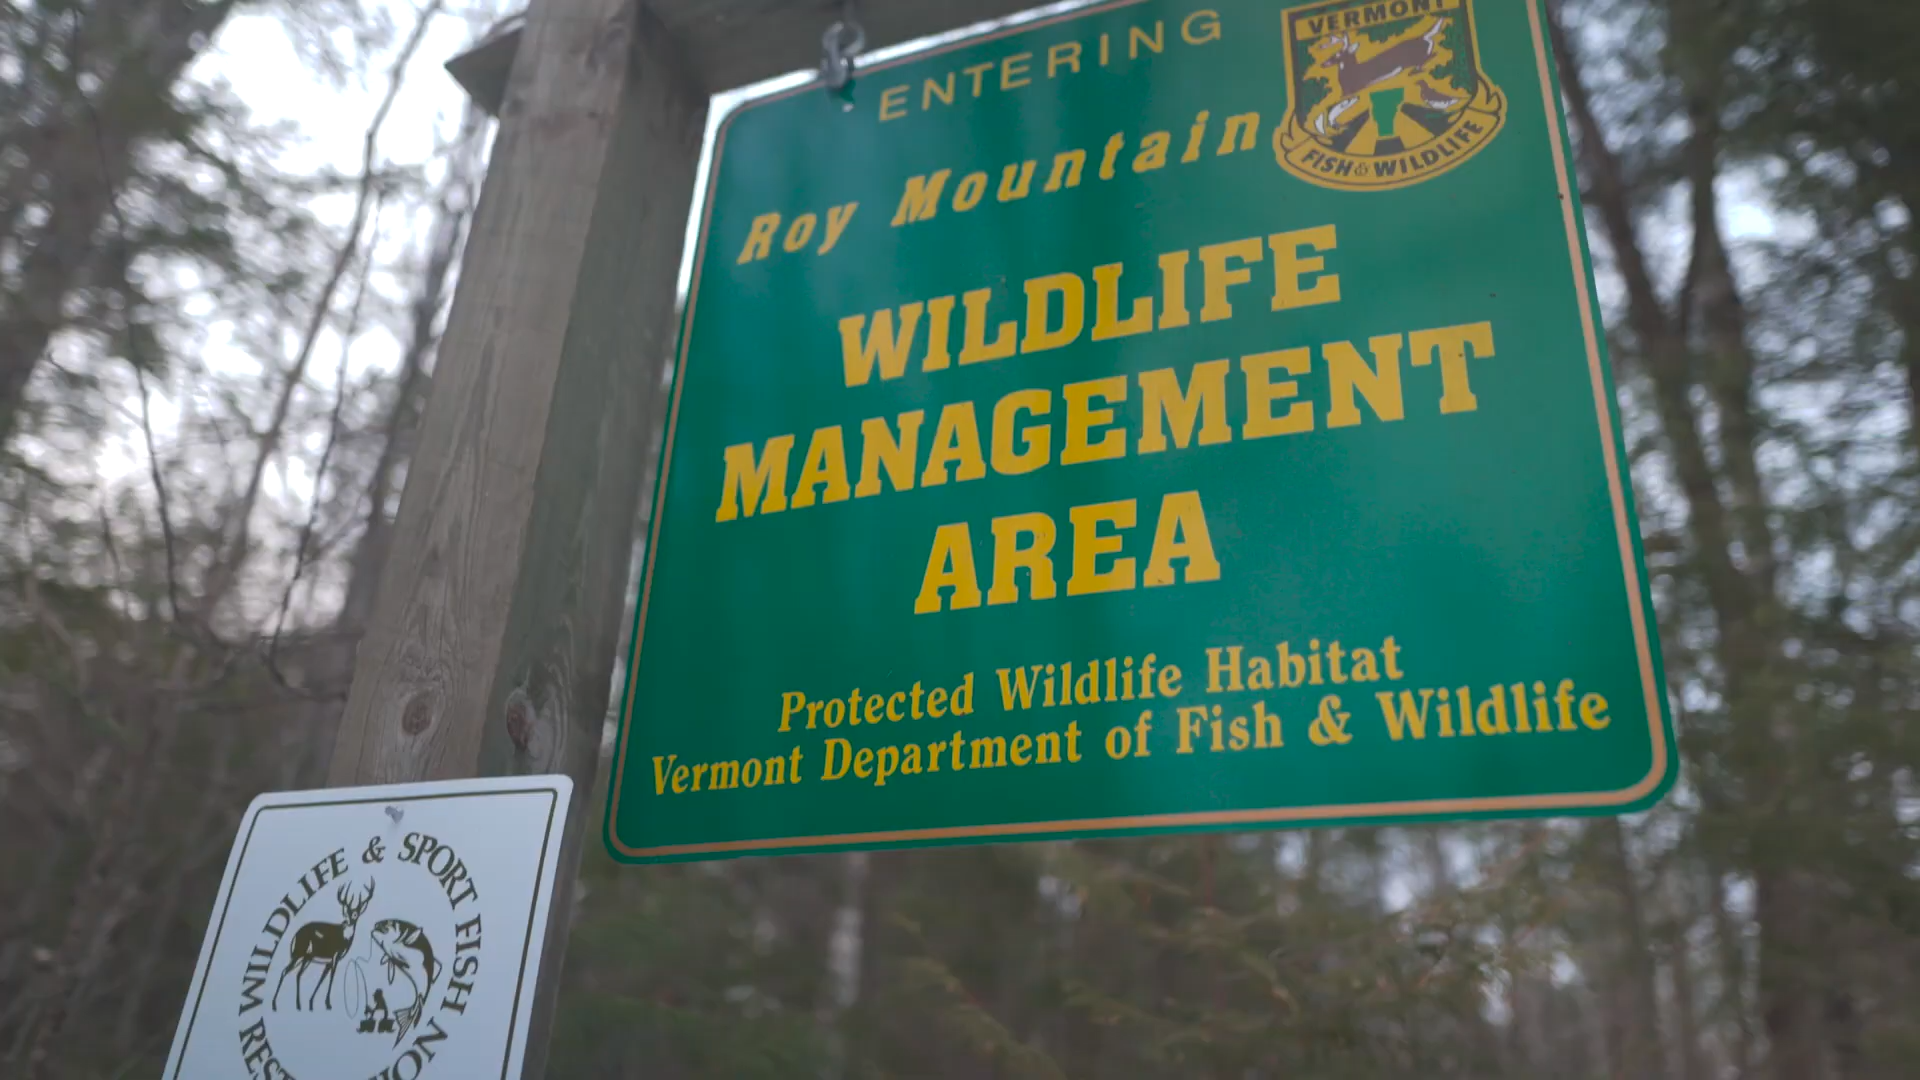 ENTERING
VERMONT
FISH & WILDLIFE
Roy Mountain
WILDLIFE
MANAGEMENT
AREA
Protected Wildlife Habitat
Vermont Department of Fish & Wildlife
WILDLIFE & SPORT FISH